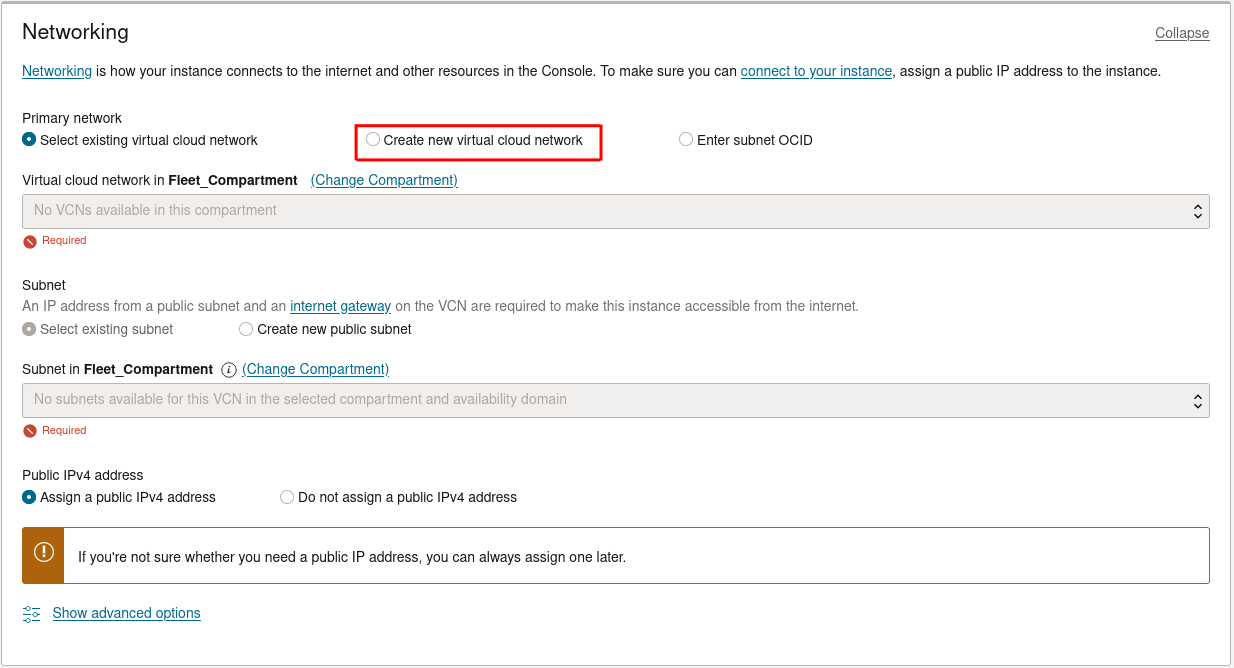 Networking
Collapse
Networking is how your instance connects to the internet and other resources in the Console. To make sure you can connect to your instance, assign a public IP address to the instance.
Primary network
Select existing virtual cloud network
Create new virtual cloud network
Enter subnet OCID
Virtual cloud network in Fleet_Compartment (Change Compartment)
No VCNs available in this compartment
Required
Subnet
An IP address from a public subnet and an internet gateway on the VCN are required to make this instance accessible from the internet.
Select existing subnet
Create new public subnet
Subnet in Fleet_Compartment i (Change Compartment)
No subnets available for this VCN in the selected compartment and availability domain
Required
Public IPv4 address
Assign a public IPv4 address
Do not assign a public IPv4 address
If you're not sure whether you need a public IP address, you can always assign one later.
Show advanced options